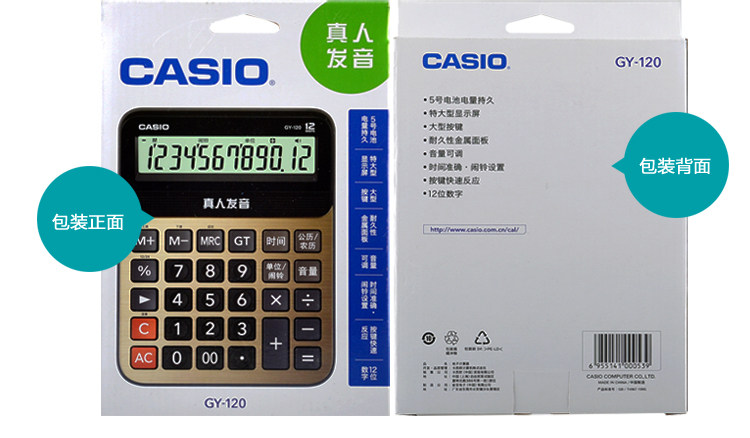 真人
发音
CASIO
CASIO
GY-120 12
1234567890.12
真人发音
M+ M− MRC GT 时间 公历/农历
% 7 8 9 单位/闹铃 音量
► 4 5 6 × ÷
C 1 2 3 + −
AC 0 00 • =
GY-120
5号电池电量持久
特大型显示屏
大型按键
耐久性金属面板
音量可调
时间准确·闹铃设置
按键快速反应
12位数字
包装正面
CASIO
GY-120
• 5号电池电量持久
• 特大型显示屏
• 大型按键
• 耐久性金属面板
• 音量可调
• 时间准确·闹铃设置
• 按键快速反应
• 12位数字
http://www.casio.com.cn/cal/
包装背面
6 955141 000539
CASIO COMPUTER CO.,LTD.
MADE IN CHINA / 中国制造